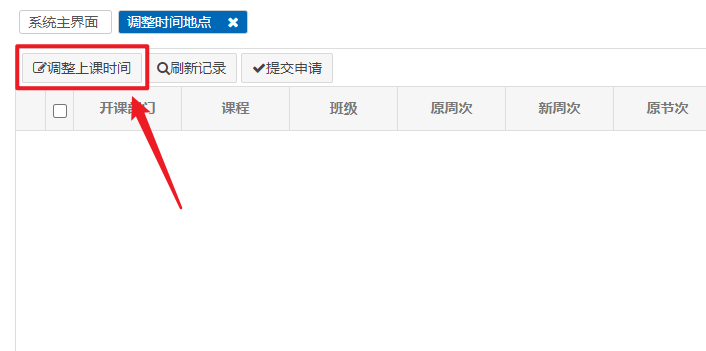 系统主界面 调整时间地点
调整上课时间 刷新记录 提交申请
开课部门 课程 班级 原周次 新周次 原节次